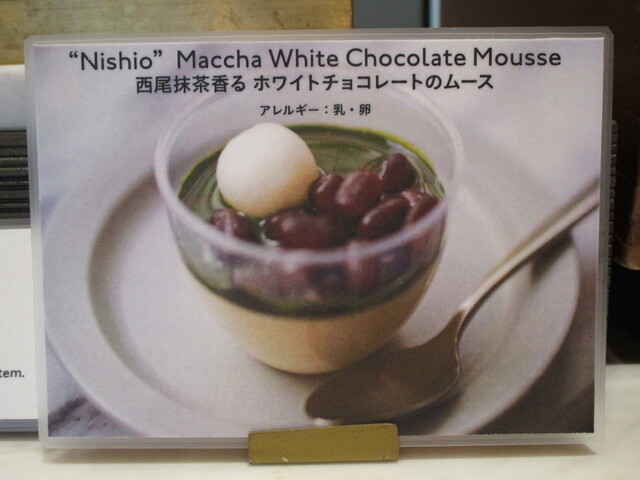 “Nishio” Maccha White Chocolate Mousse
西尾抹茶香る ホワイトチョコレートのムース
アレルギー：乳・卵
tem.